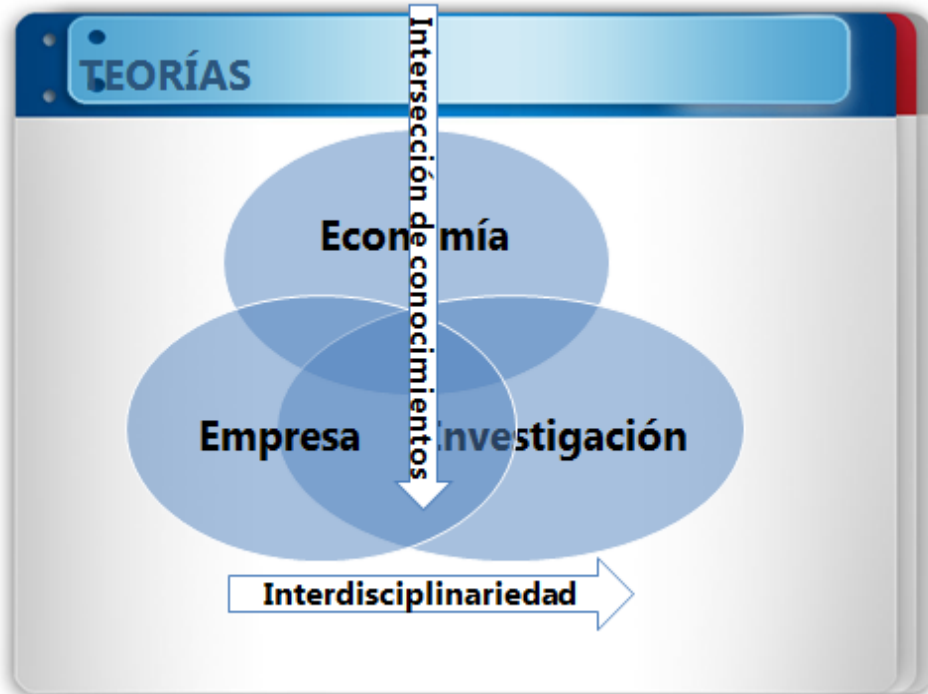 TEORÍAS
Intersección de conocimientos
Economía
Empresa
Investigación
Interdisciplinariedad